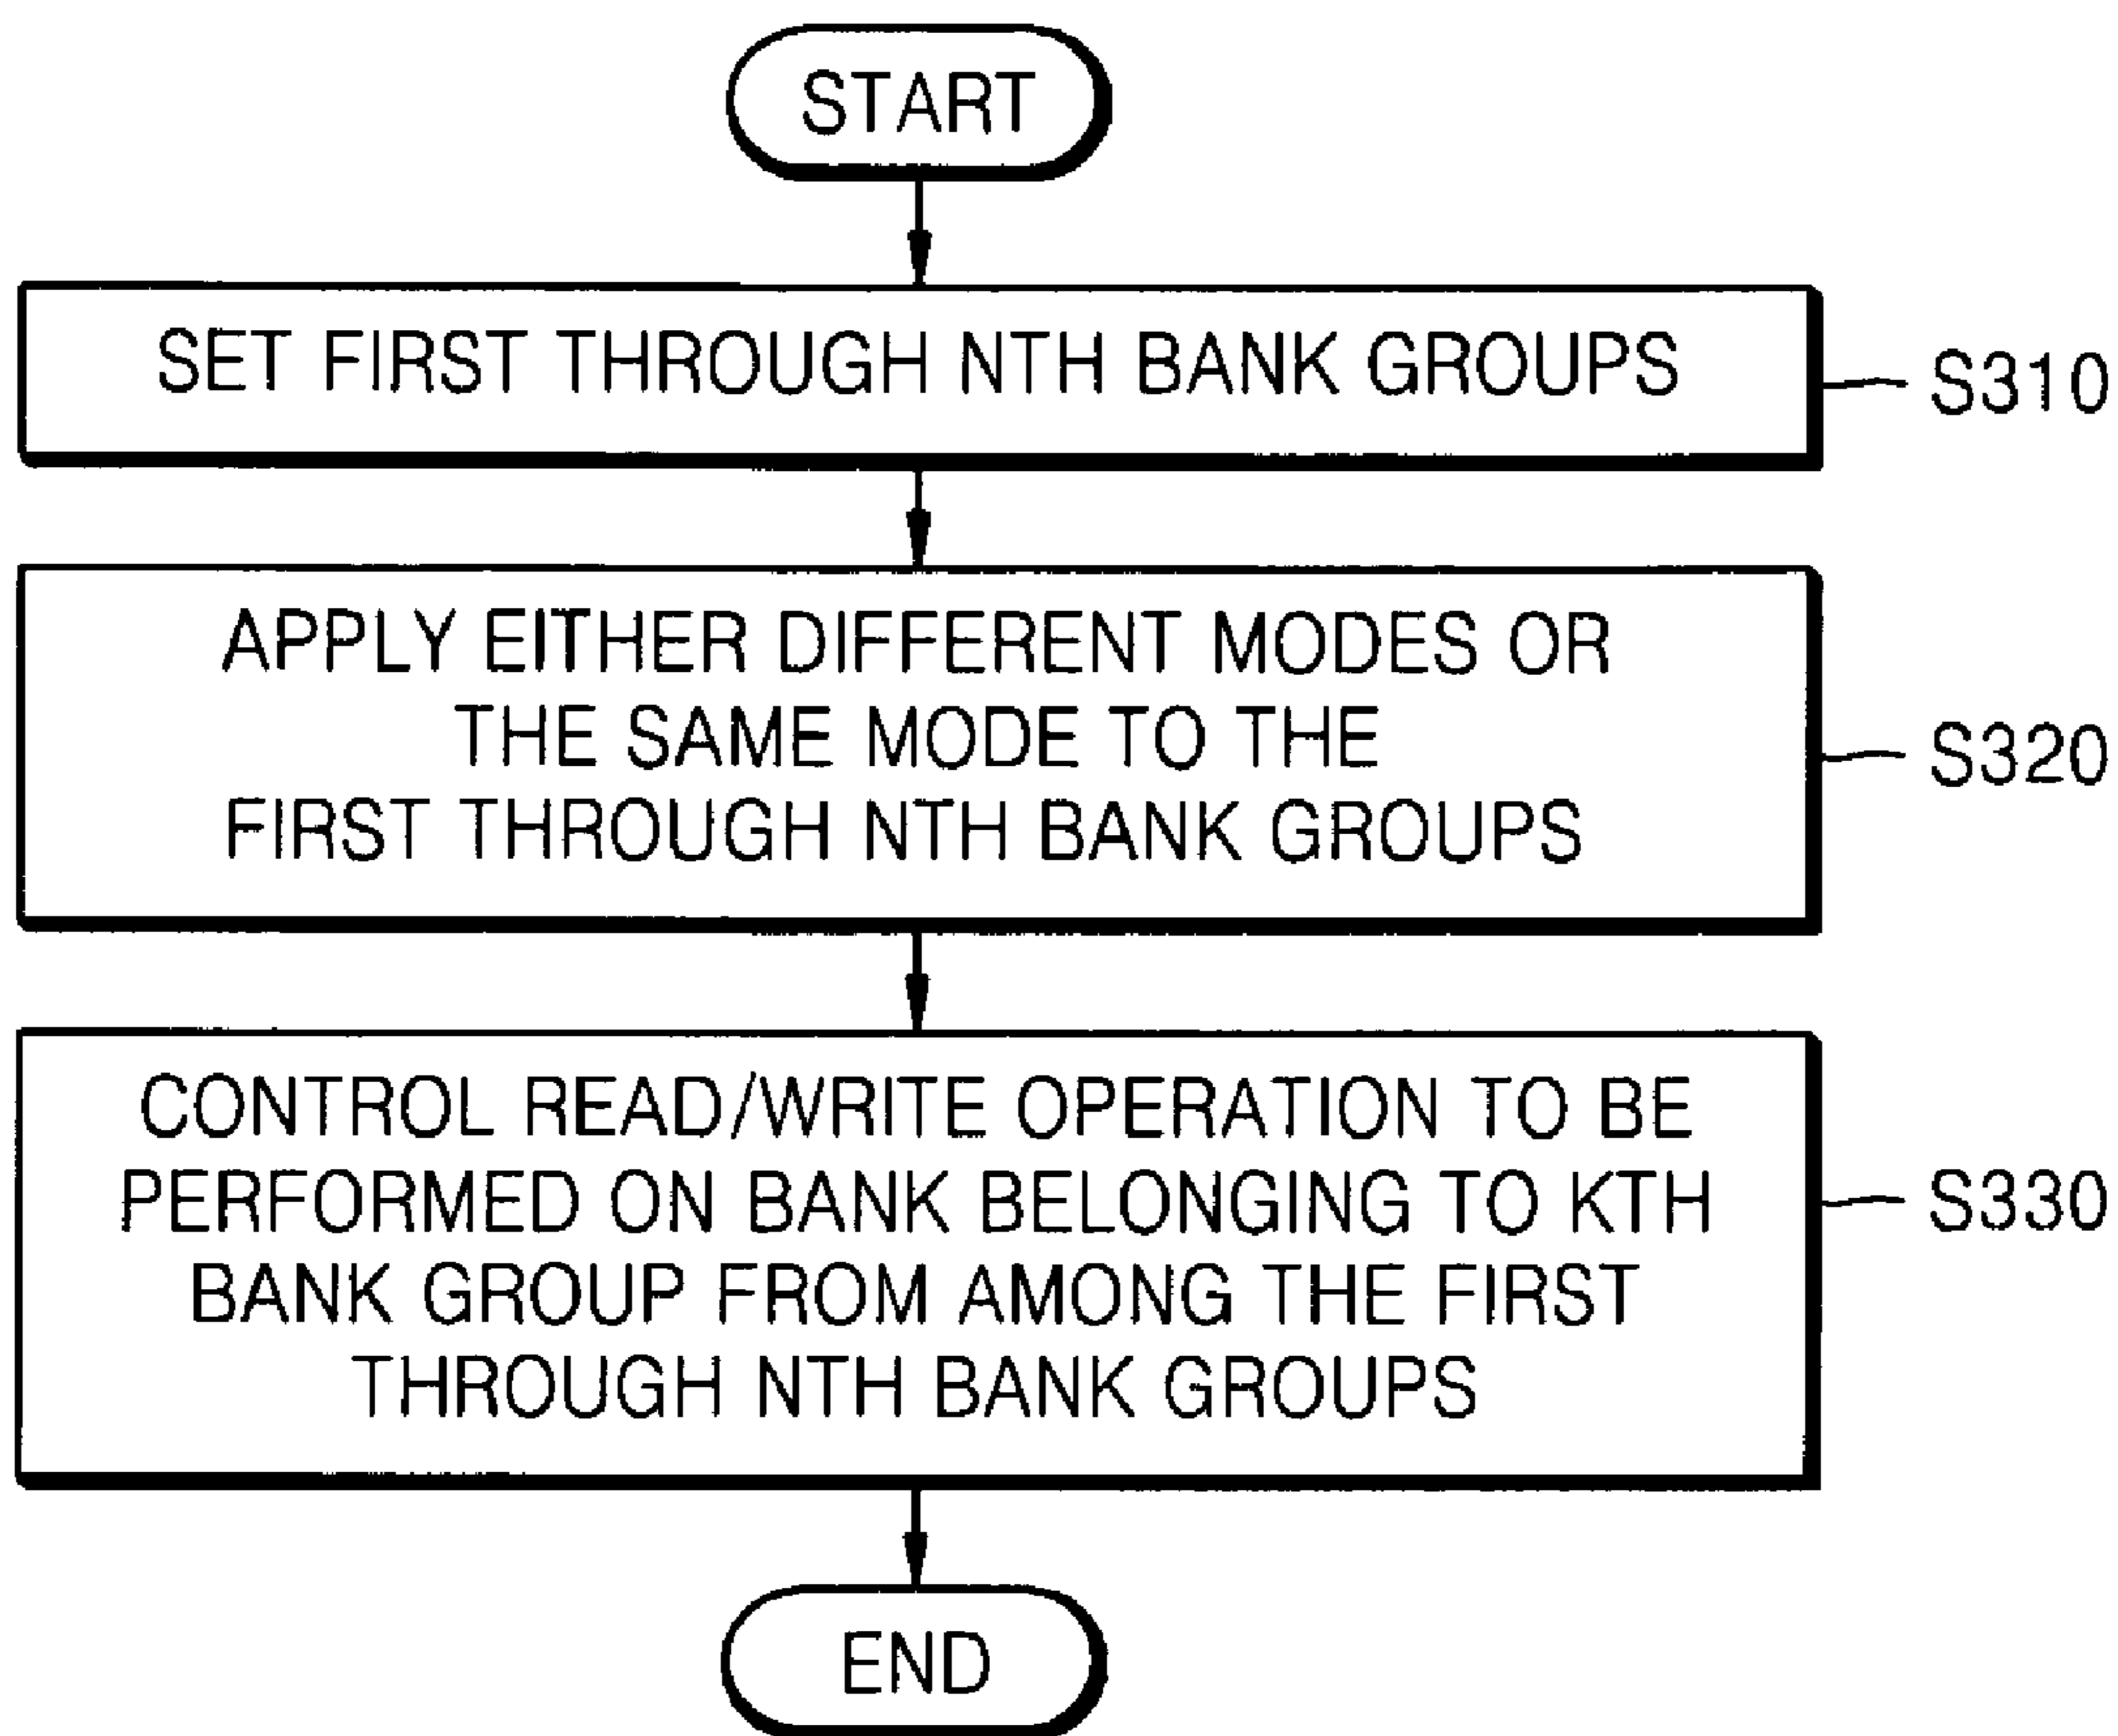 START
SET FIRST THROUGH NTH BANK GROUPS
S310
APPLY EITHER DIFFERENT MODES OR
THE SAME MODE TO THE
FIRST THROUGH NTH BANK GROUPS
S320
CONTROL READ/WRITE OPERATION TO BE
PERFORMED ON BANK BELONGING TO KTH
BANK GROUP FROM AMONG THE FIRST
THROUGH NTH BANK GROUPS
S330
END